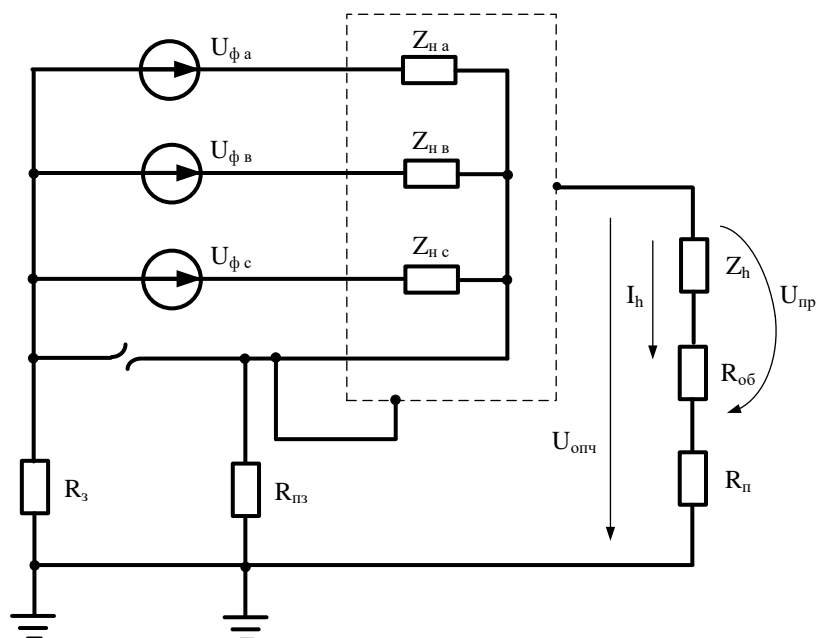 U ф а
Z н а
U ф в
Z н в
U ф с
Z н с
Z h
U пр
I h
R об
U опч
R з
R пз
R п